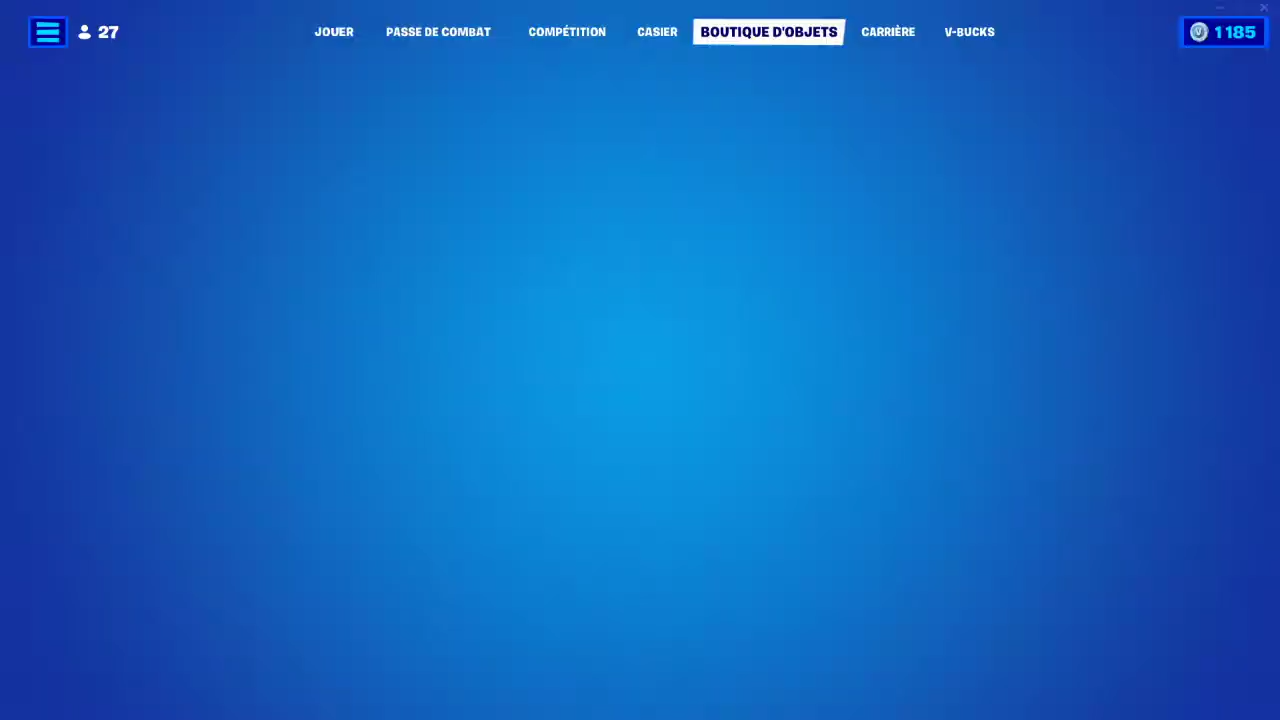 27 JOUER PASSE DE COMBAT COMPÉTITION CASIER BOUTIQUE D'OBJETS CARRIÈRE V-BUCKS 1185